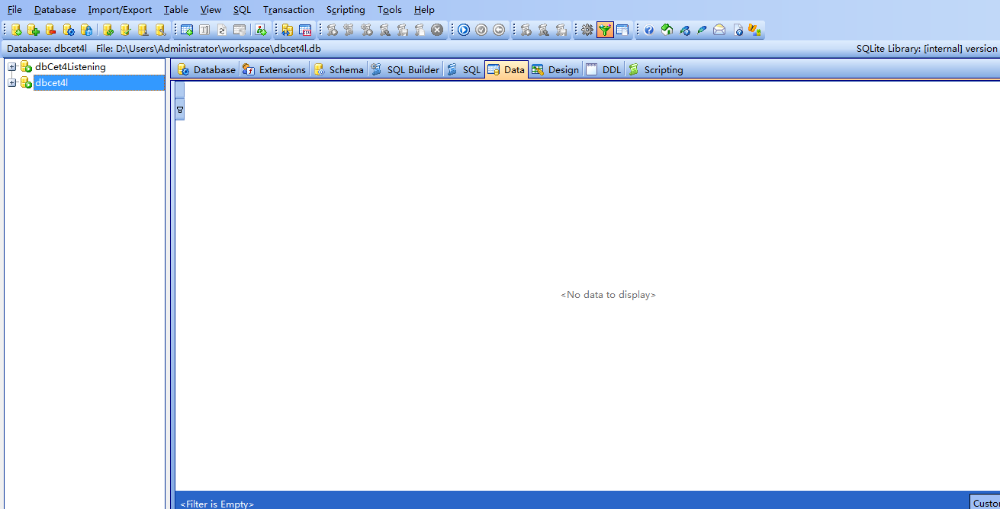 File Database Import/Export Table View SQL Transaction Scripting Tools Help
Database: dbcet4l File: D:\Users\Administrator\workspace\dbcet4l.db SQLite Library: [internal] version
dbCet4Listening
dbcet4l
Database Extensions Schema SQL Builder SQL Data Design DDL Scripting
<No data to display>
<Filter is Empty>
Custo